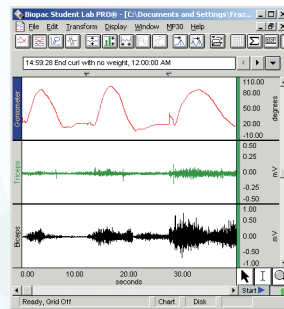 Biopac Student Lab PRO® - [C:\Documents and Settings\Fraz...
File Edit Transform Display Window MP30 Help
14:59:28 End curl with no weight, 12:00:00 AM
Goniometer
110.00
80.00
50.00
20.00
-10.00
degrees
Triceps
0.50
0.25
0.00
-0.25
-0.50
mV
Biceps
1.00
0.50
0.00
-0.50
-1.00
mV
0.00 10.00 20.00 30.00
seconds
Start
Ready, Grid Off Chart Disk